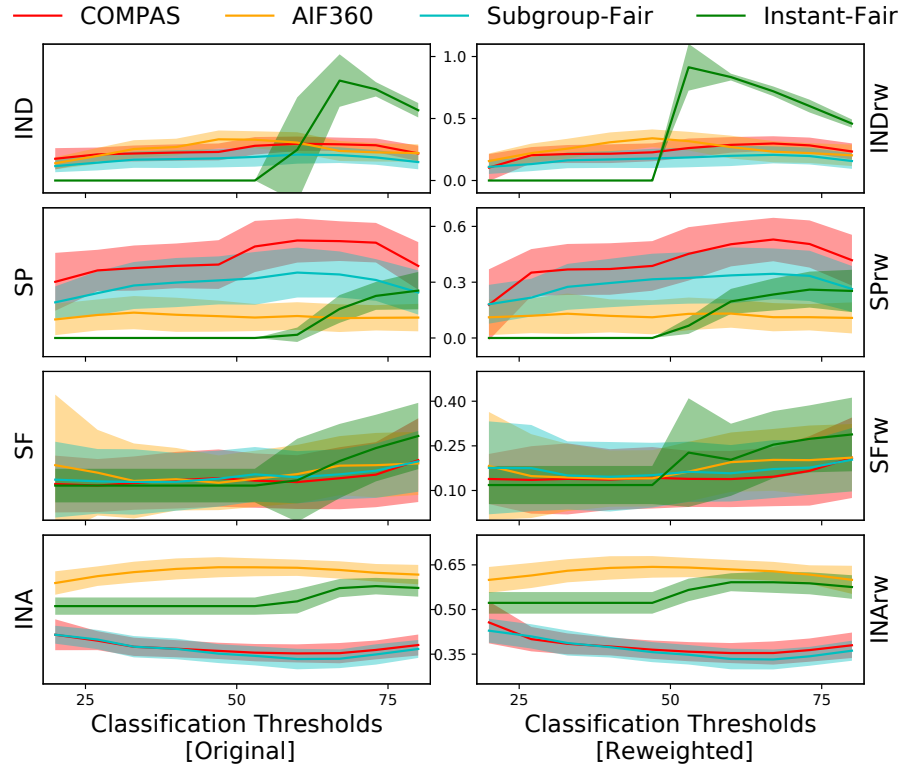 COMPAS AIF360 Subgroup-Fair Instant-Fair
IND
1.0
0.5
0.0
INDrw
SP
0.6
0.3
0.0
SPrw
SF
0.40
0.25
0.10
SFrw
INA
0.65
0.50
0.35
INArw
25 50 75 25 50 75
Classification Thresholds
[Original]
Classification Thresholds
[Reweighted]